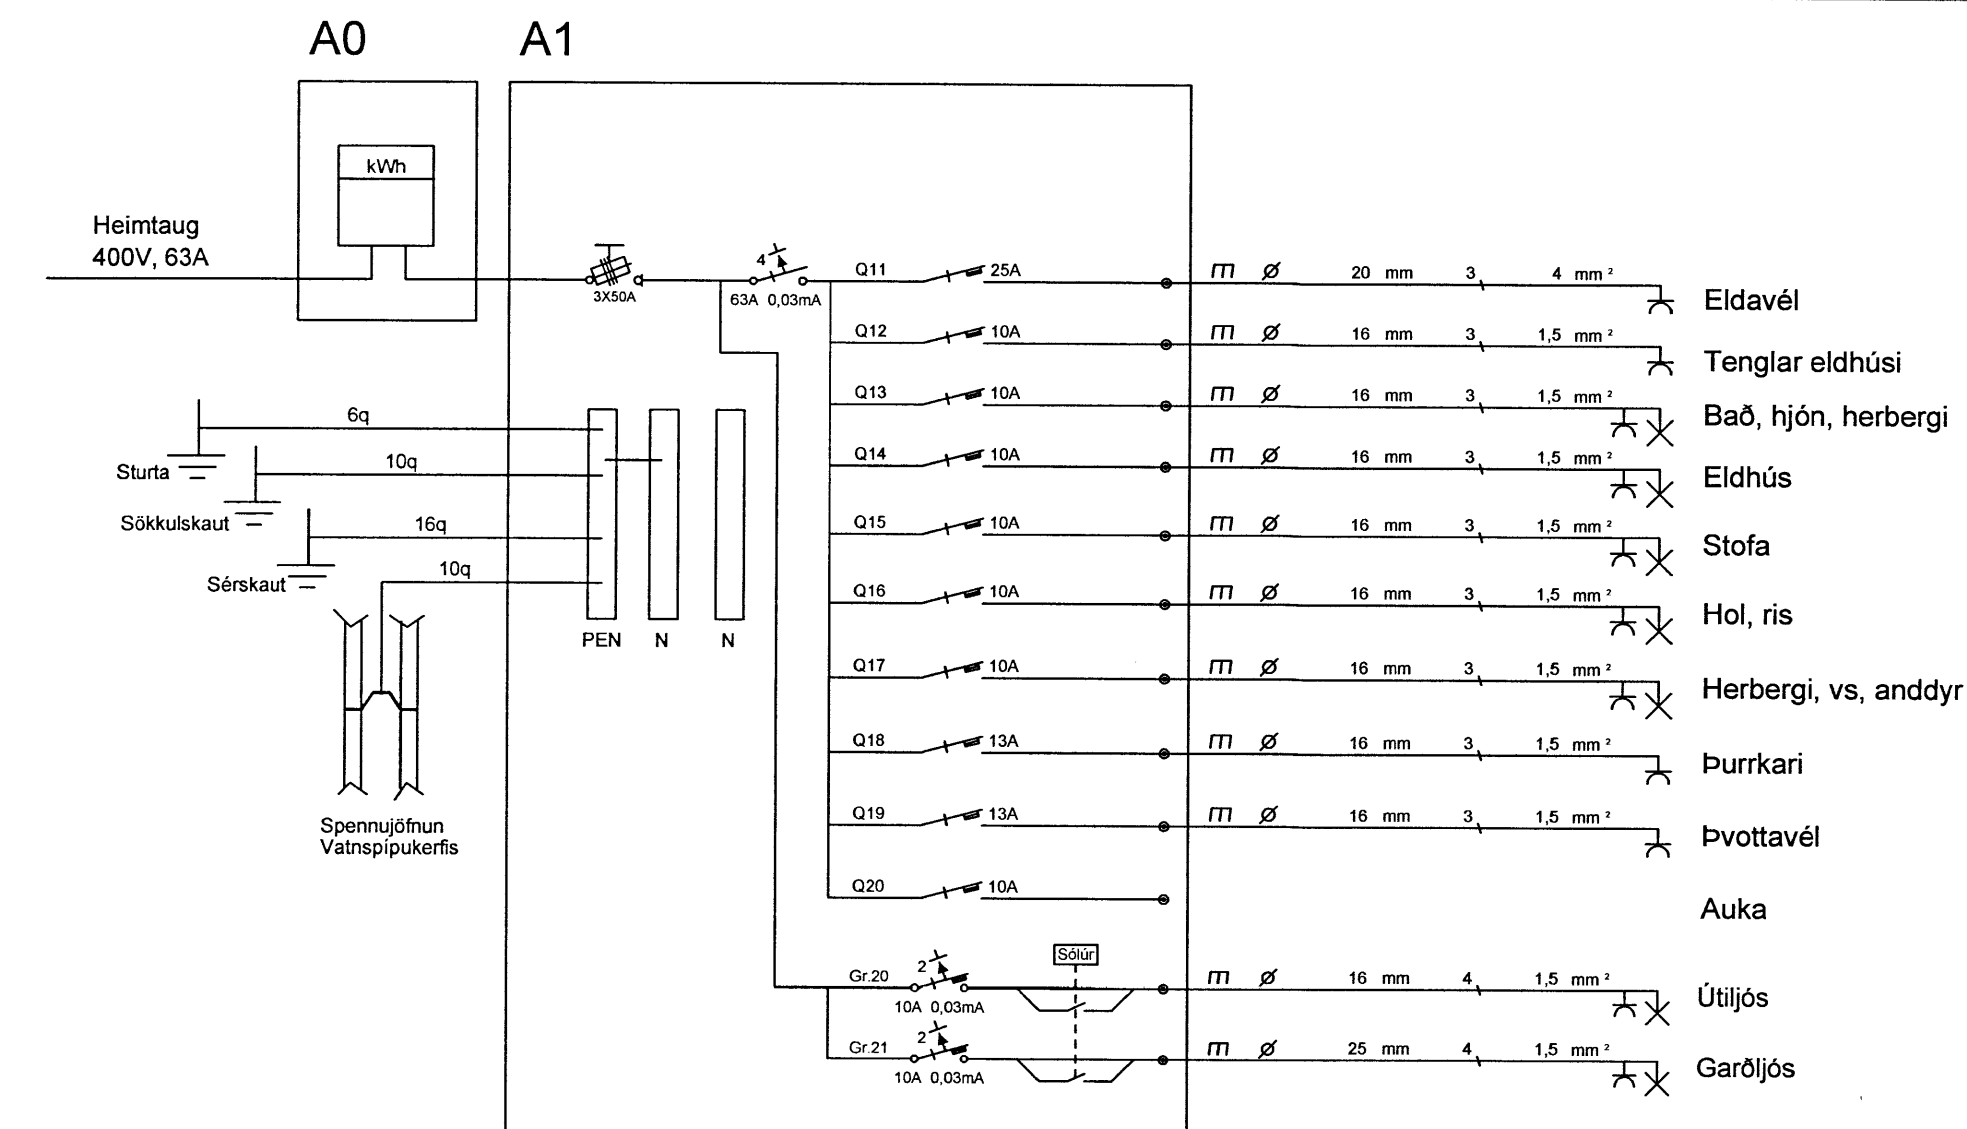 A0
A1
kWh
Heimtaug
400V, 63A
3X50A
4
63A 0,03mA
Q11 25A 20 mm 3 4 mm ²
Eldavél
Q12 10A 16 mm 3 1,5 mm ²
Tenglar eldhúsi
Q13 10A 16 mm 3 1,5 mm ²
Bað, hjón, herbergi
Q14 10A 16 mm 3 1,5 mm ²
Eldhús
Q15 10A 16 mm 3 1,5 mm ²
Stofa
Q16 10A 16 mm 3 1,5 mm ²
Hol, ris
Q17 10A 16 mm 3 1,5 mm ²
Herbergi, vs, anddyr
Q18 13A 16 mm 3 1,5 mm ²
Þurrkari
Q19 13A 16 mm 3 1,5 mm ²
Þvottavél
Q20 10A
Auka
Sólúr
Gr.20 2 16 mm 4 1,5 mm ²
10A 0,03mA
Útiljós
Gr.21 2 25 mm 4 1,5 mm ²
10A 0,03mA
Garðljós
6q
Sturta
10q
Sökkulskaut
16q
Sérskaut
10q
PEN N N
Spennujöfnun
Vatnspípukerfis